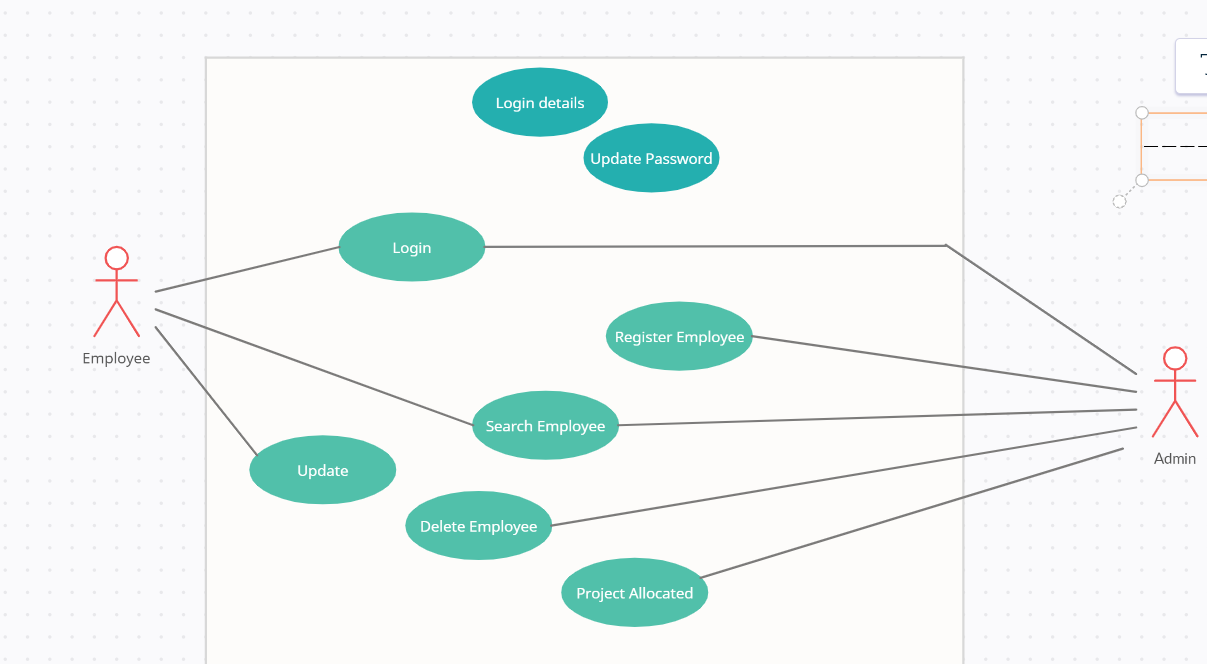 Login details
Update Password
Login
Register Employee
Employee
Search Employee
Admin
Update
Delete Employee
Project Allocated